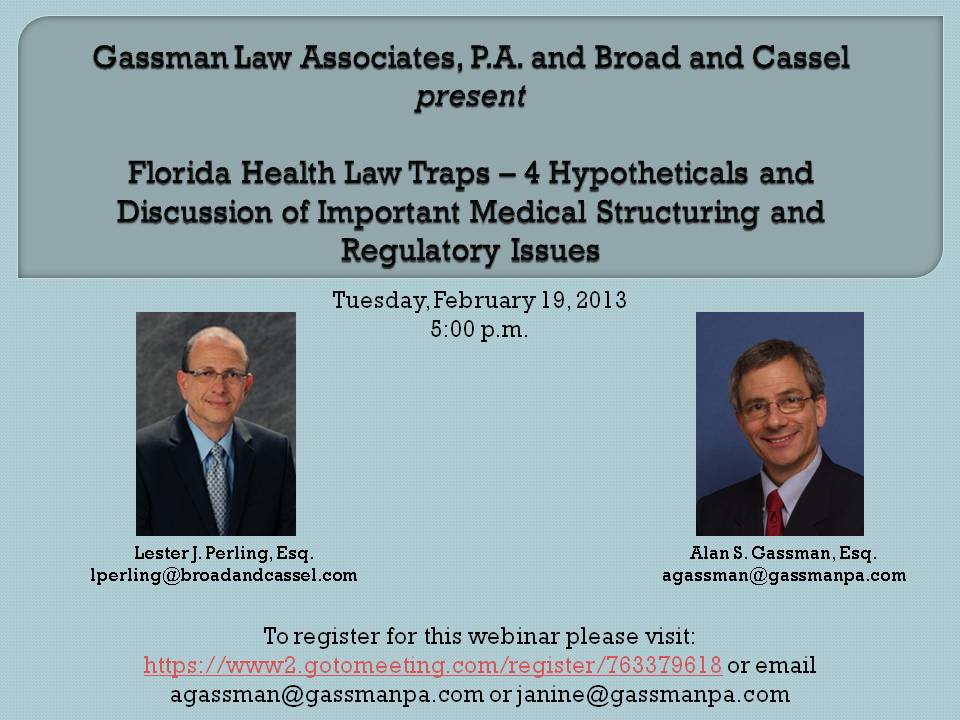 Gassman Law Associates, P.A. and Broad and Cassel
present
Florida Health Law Traps – 4 Hypotheticals and
Discussion of Important Medical Structuring and
Regulatory Issues
Tuesday, February 19, 2013
5:00 p.m.
Lester J. Perling, Esq.
lperling@broadandcassel.com
Alan S. Gassman, Esq.
agassman@gassmanpa.com
To register for this webinar please visit:
https://www2.gotomeeting.com/register/763379618 or email
agassman@gassmanpa.com or janine@gassmanpa.com